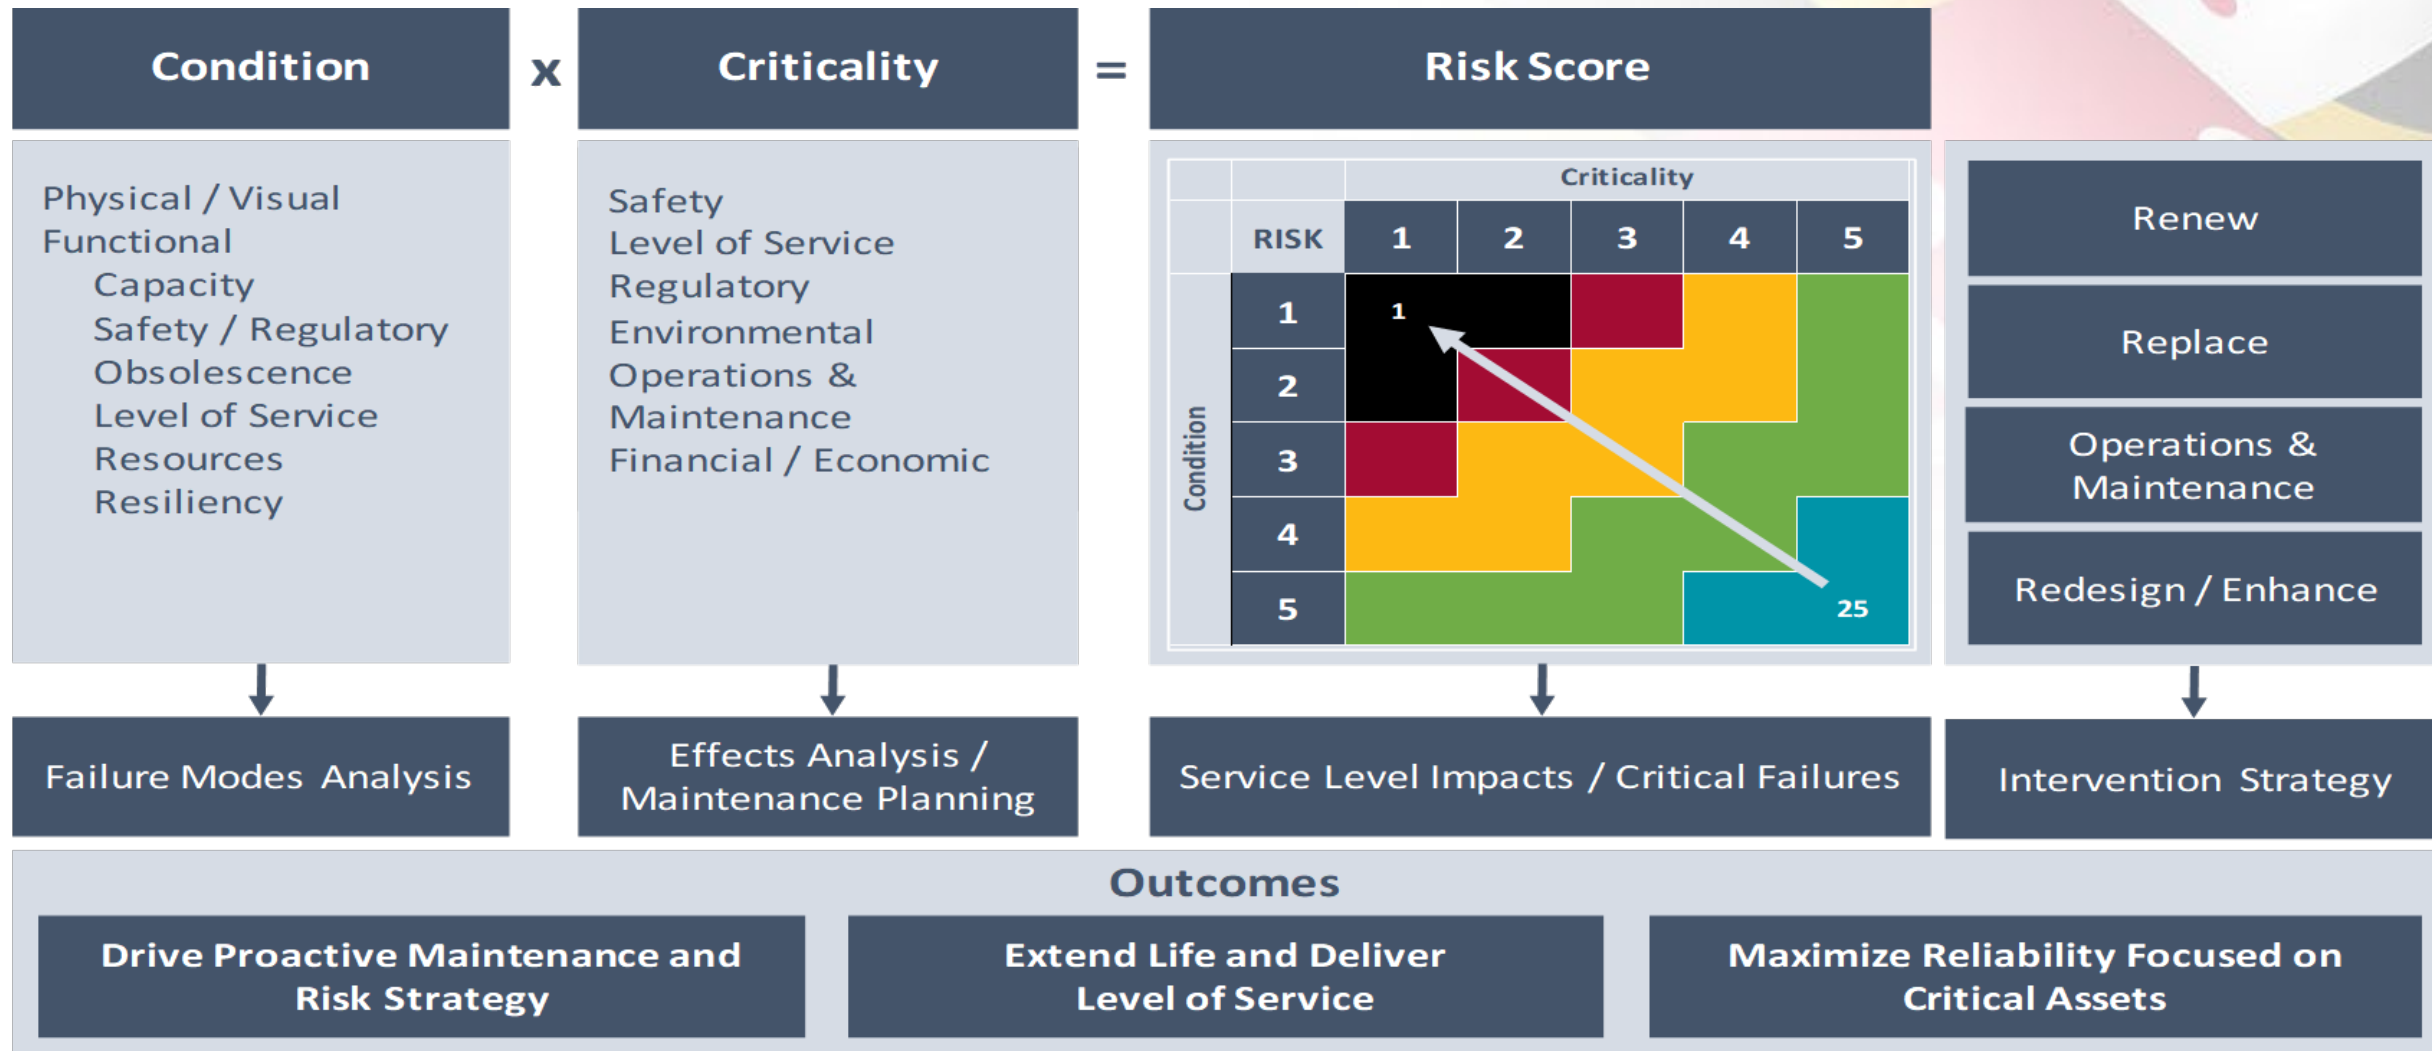 Condition
x
Criticality
=
Risk Score
Physical / Visual
Functional
Capacity
Safety / Regulatory
Obsolescence
Level of Service
Resources
Resiliency
Safety
Level of Service
Regulatory
Environmental
Operations &
Maintenance
Financial / Economic
Criticality
RISK 1 2 3 4 5
Condition
1 1
2
3
4
5 25
Renew
Replace
Operations &
Maintenance
Redesign / Enhance
Failure Modes Analysis
Effects Analysis /
Maintenance Planning
Service Level Impacts / Critical Failures
Intervention Strategy
Outcomes
Drive Proactive Maintenance and
Risk Strategy
Extend Life and Deliver
Level of Service
Maximize Reliability Focused on
Critical Assets